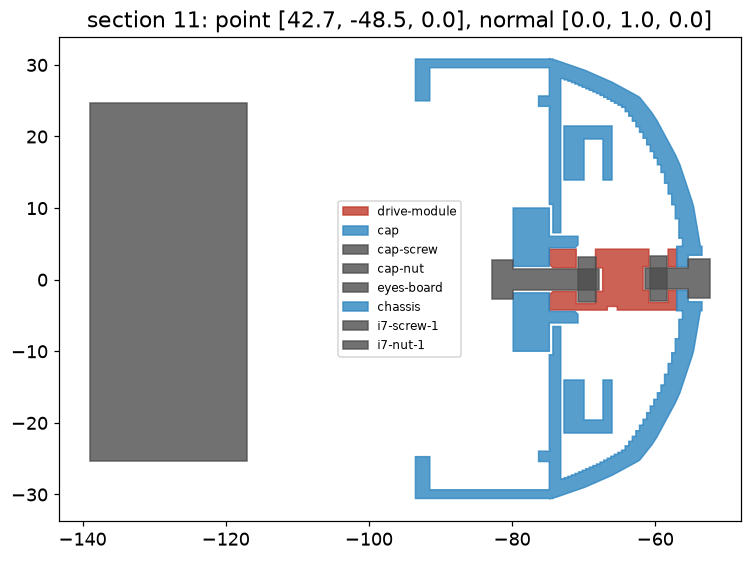 section 11: point [42.7, -48.5, 0.0], normal [0.0, 1.0, 0.0]
30
20
10
0
−10
−20
−30
drive-module
cap
cap-screw
cap-nut
eyes-board
chassis
i7-screw-1
i7-nut-1
−140
−120
−100
−80
−60